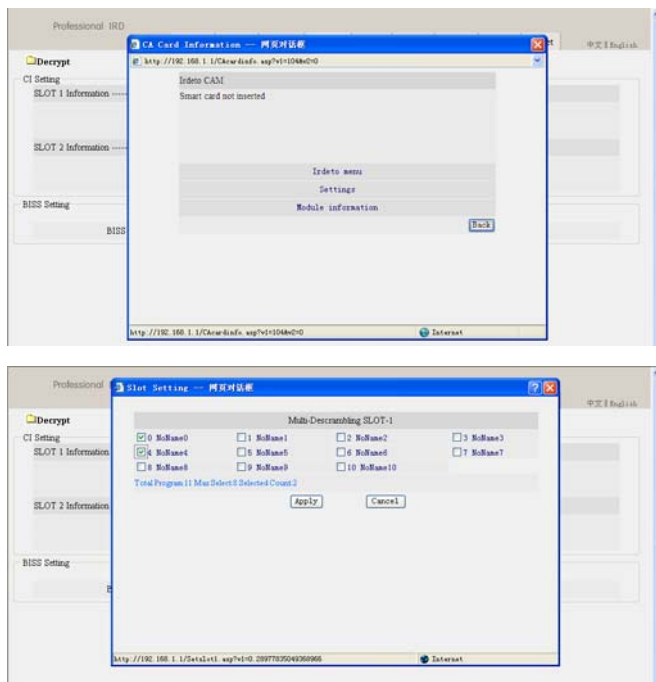 Professional IRD
CA Card Information -- 网页对话框
http://192.168.1.1/CAcardinfo.asp?v1=104&v2=0
中文 | English
Decrypt
CI Setting
SLOT 1 Information
SLOT 2 Information
BISS Setting
BISS
Irdeto CAM
Smart card not inserted
Irdeto menu
Settings
Module information
Back
http://192.168.1.1/CAcardinfo.asp?v1=104&v2=0
Internet
Professional
Slot Setting -- 网页对话框
中文 | English
Decrypt
CI Setting
SLOT 1 Information
SLOT 2 Information
BISS Setting
Multi-Descrambling SLOT-1
0 NoName0 1 NoName1 2 NoName2 3 NoName3
4 NoName4 5 NoName5 6 NoName6 7 NoName7
8 NoName8 9 NoName9 10 NoName10
Total Program:11 Max Select:8 Selected Count:2
Apply Cancel
Internet